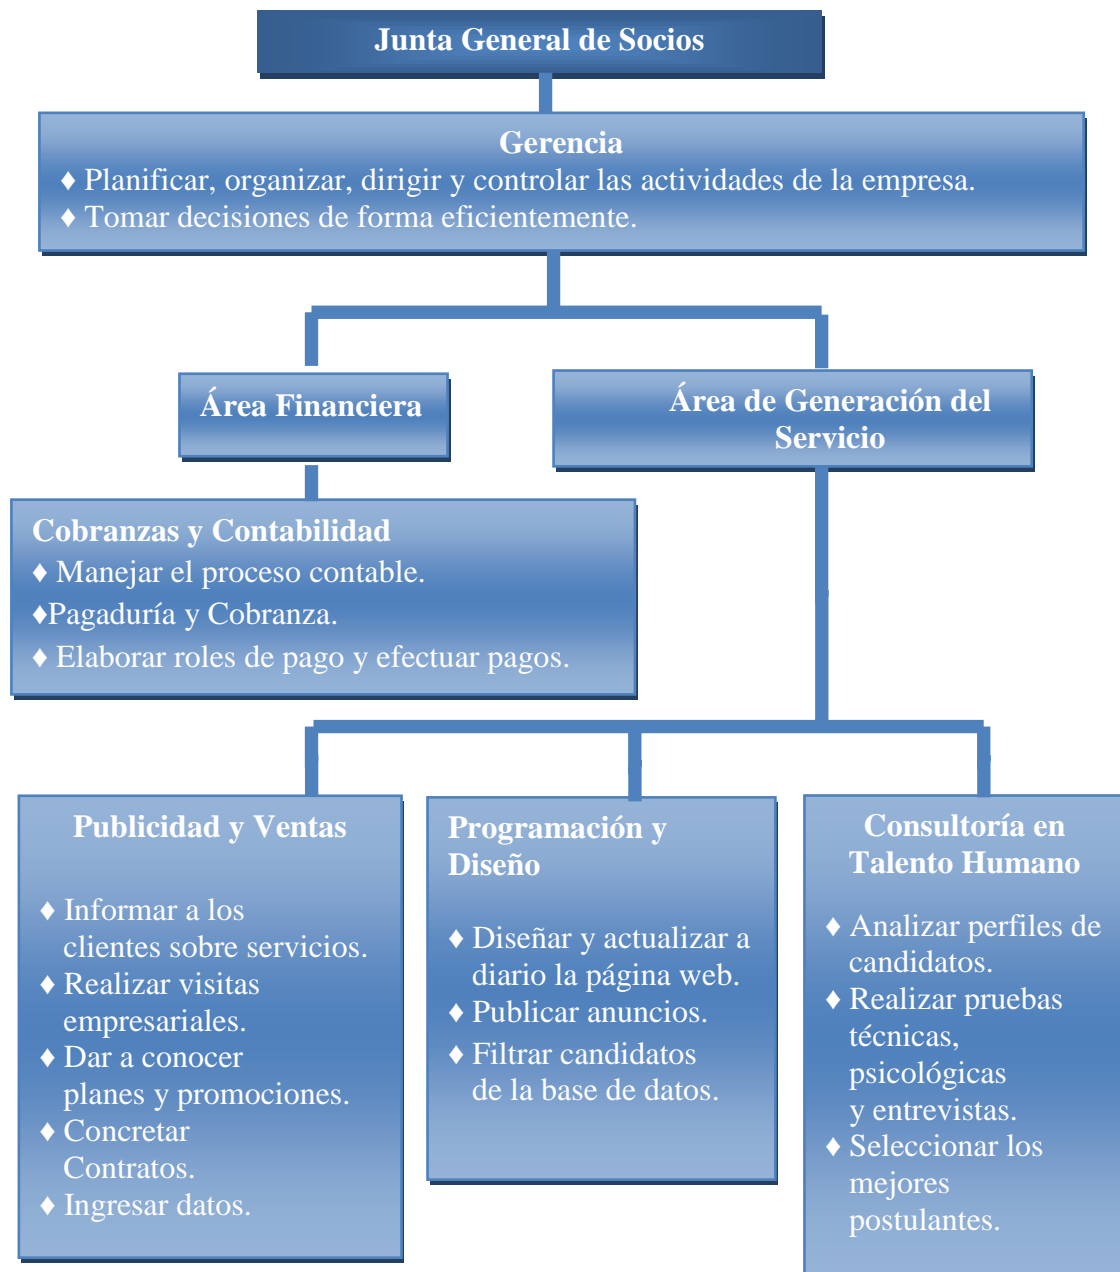 Junta General de Socios
Gerencia
♦ Planificar, organizar, dirigir y controlar las actividades de la empresa.
♦ Tomar decisiones de forma eficientemente.
Área Financiera
Área de Generación del
Servicio
Cobranzas y Contabilidad
♦ Manejar el proceso contable.
♦Pagaduría y Cobranza.
♦ Elaborar roles de pago y efectuar pagos.
Publicidad y Ventas
♦ Informar a los
clientes sobre servicios.
♦ Realizar visitas
empresariales.
♦ Dar a conocer
planes y promociones.
♦ Concretar
Contratos.
♦ Ingresar datos.
Programación y
Diseño
♦ Diseñar y actualizar a
diario la página web.
♦ Publicar anuncios.
♦ Filtrar candidatos
de la base de datos.
Consultoría en
Talento Humano
♦ Analizar perfiles de
candidatos.
♦ Realizar pruebas
técnicas,
psicológicas
y entrevistas.
♦ Seleccionar los
mejores
postulantes.